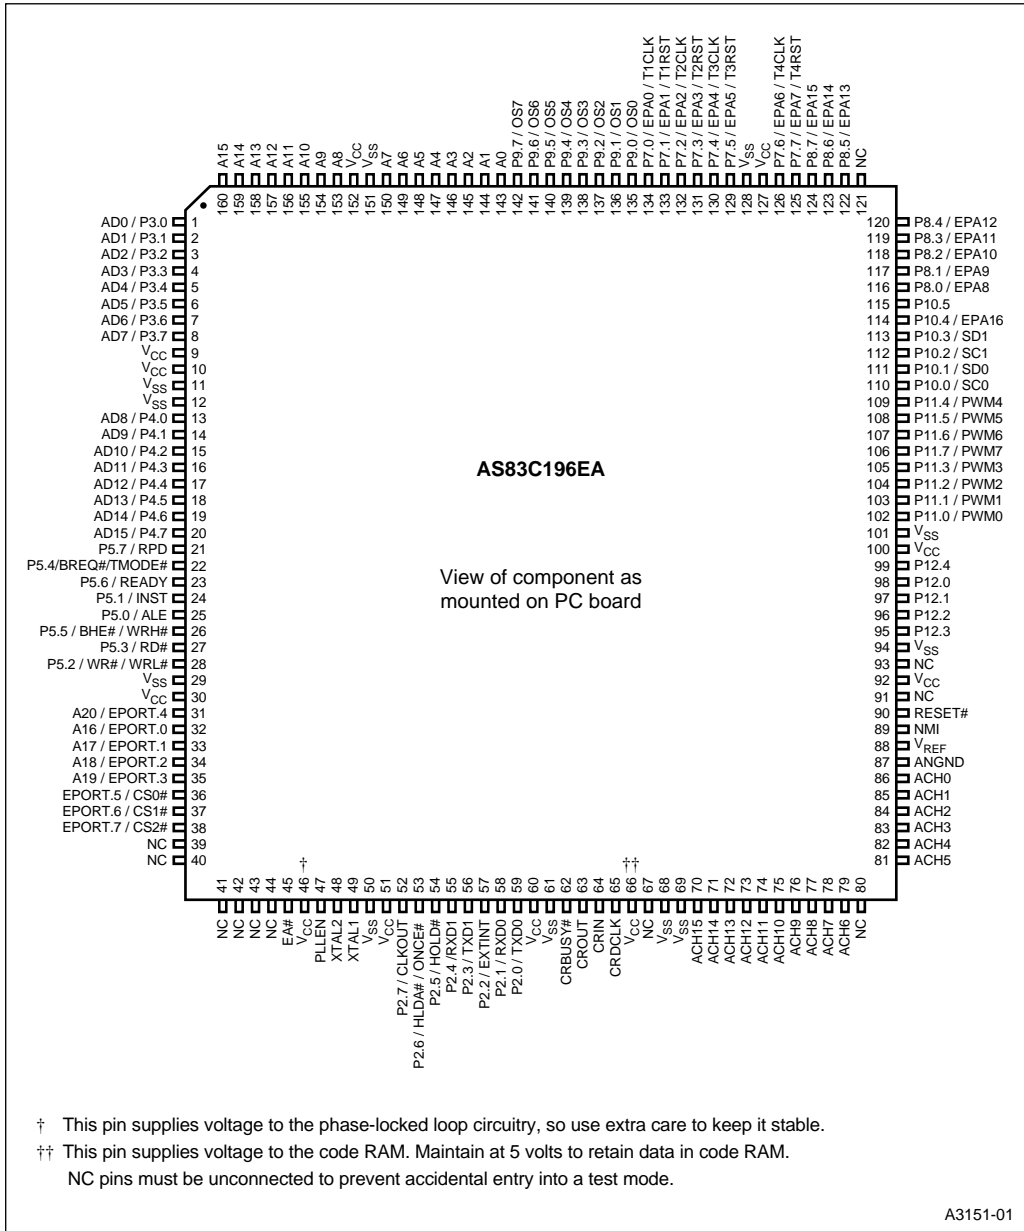 A15
A14
A13
A12
A11
A10
A9
A8
VCC
VSS
A7
A6
A5
A4
A3
A2
A1
A0
P9.7 / OS7
P9.6 / OS6
P9.5 / OS5
P9.4 / OS4
P9.3 / OS3
P9.2 / OS2
P9.1 / OS1
P9.0 / OS0
P7.0 / EPA0 / T1CLK
P7.1 / EPA1 / T1RST
P7.2 / EPA2 / T2CLK
P7.3 / EPA3 / T2RST
P7.4 / EPA4 / T3CLK
P7.5 / EPA5 / T3RST
VSS
VCC
P7.6 / EPA6 / T4CLK
P7.7 / EPA7 / T4RST
P8.7 / EPA15
P8.6 / EPA14
P8.5 / EPA13
NC
160
159
158
157
156
155
154
153
152
151
150
149
148
147
146
145
144
143
142
141
140
139
138
137
136
135
134
133
132
131
130
129
128
127
126
125
124
123
122
121
AD0 / P3.0 1
AD1 / P3.1 2
AD2 / P3.2 3
AD3 / P3.3 4
AD4 / P3.4 5
AD5 / P3.5 6
AD6 / P3.6 7
AD7 / P3.7 8
VCC 9
VCC 10
VSS 11
VSS 12
AD8 / P4.0 13
AD9 / P4.1 14
AD10 / P4.2 15
AD11 / P4.3 16
AD12 / P4.4 17
AD13 / P4.5 18
AD14 / P4.6 19
AD15 / P4.7 20
P5.7 / RPD 21
P5.4/BREQ#/TMODE# 22
P5.6 / READY 23
P5.1 / INST 24
P5.0 / ALE 25
P5.5 / BHE# / WRH# 26
P5.3 / RD# 27
P5.2 / WR# / WRL# 28
VSS 29
VCC 30
A20 / EPORT.4 31
A16 / EPORT.0 32
A17 / EPORT.1 33
A18 / EPORT.2 34
A19 / EPORT.3 35
EPORT.5 / CS0# 36
EPORT.6 / CS1# 37
EPORT.7 / CS2# 38
NC 39
NC 40
AS83C196EA
View of component as
mounted on PC board
120 P8.4 / EPA12
119 P8.3 / EPA11
118 P8.2 / EPA10
117 P8.1 / EPA9
116 P8.0 / EPA8
115 P10.5
114 P10.4 / EPA16
113 P10.3 / SD1
112 P10.2 / SC1
111 P10.1 / SD0
110 P10.0 / SC0
109 P11.4 / PWM4
108 P11.5 / PWM5
107 P11.6 / PWM6
106 P11.7 / PWM7
105 P11.3 / PWM3
104 P11.2 / PWM2
103 P11.1 / PWM1
102 P11.0 / PWM0
101 VSS
100 VCC
99 P12.4
98 P12.0
97 P12.1
96 P12.2
95 P12.3
94 VSS
93 NC
92 VCC
91 NC
90 RESET#
89 NMI
88 VREF
87 ANGND
86 ACH0
85 ACH1
84 ACH2
83 ACH3
82 ACH4
81 ACH5
†
††
41
42
43
44
45
46
47
48
49
50
51
52
53
54
55
56
57
58
59
60
61
62
63
64
65
66
67
68
69
70
71
72
73
74
75
76
77
78
79
80
NC
NC
NC
NC
EA#
VCC
PLLEN
XTAL2
XTAL1
VSS
VCC
P2.7 / CLKOUT
P2.6 / HLDA# / ONCE#
P2.5 / HOLD#
P2.4 /RXD1
P2.3 / TXD1
P2.2 / EXTINT
P2.1 / RXD0
P2.0 / TXD0
VCC
VSS
CRBUSY#
CROUT
CRIN
CRDCLK
VCC
NC
VSS
VSS
ACH15
ACH14
ACH13
ACH12
ACH11
ACH10
ACH9
ACH8
ACH7
ACH6
NC
† This pin supplies voltage to the phase-locked loop circuitry, so use extra care to keep it stable.
†† This pin supplies voltage to the code RAM. Maintain at 5 volts to retain data in code RAM.
NC pins must be unconnected to prevent accidental entry into a test mode.
A3151-01